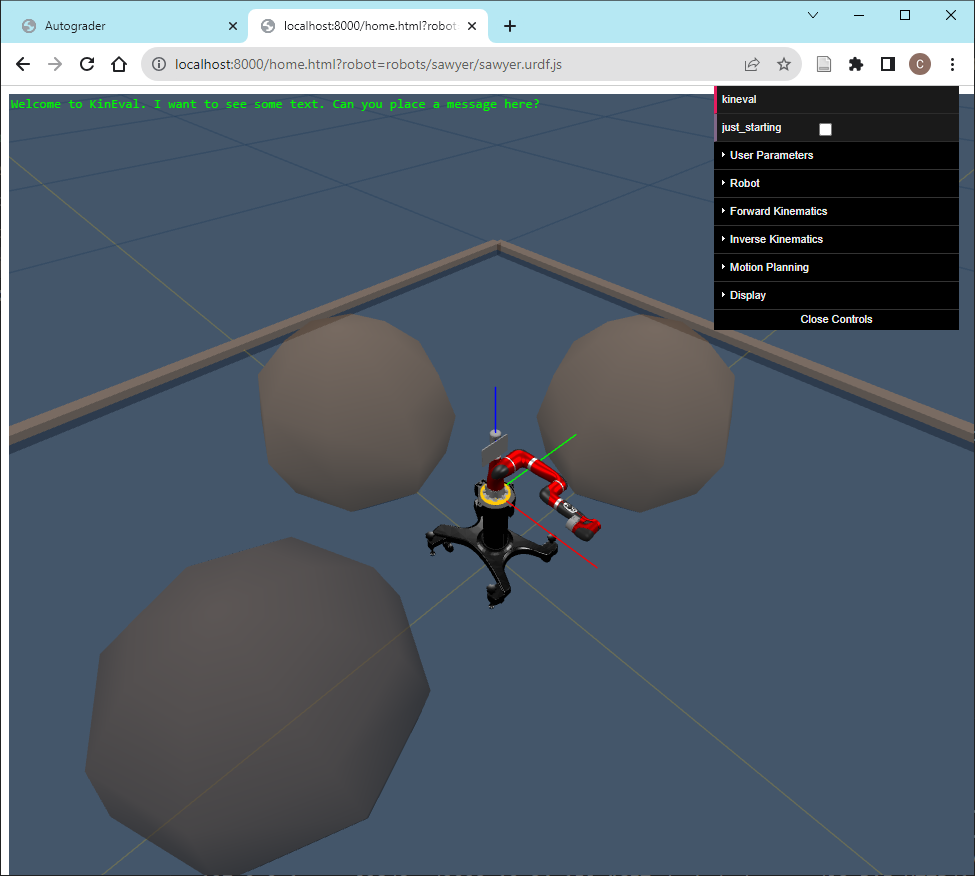 Autograder
localhost:8000/home.html?robot
localhost:8000/home.html?robot=robots/sawyer/sawyer.urdf.js
C
Welcome to KinEval. I want to see some text. Can you place a message here?
kineval
just_starting
User Parameters
Robot
Forward Kinematics
Inverse Kinematics
Motion Planning
Display
Close Controls